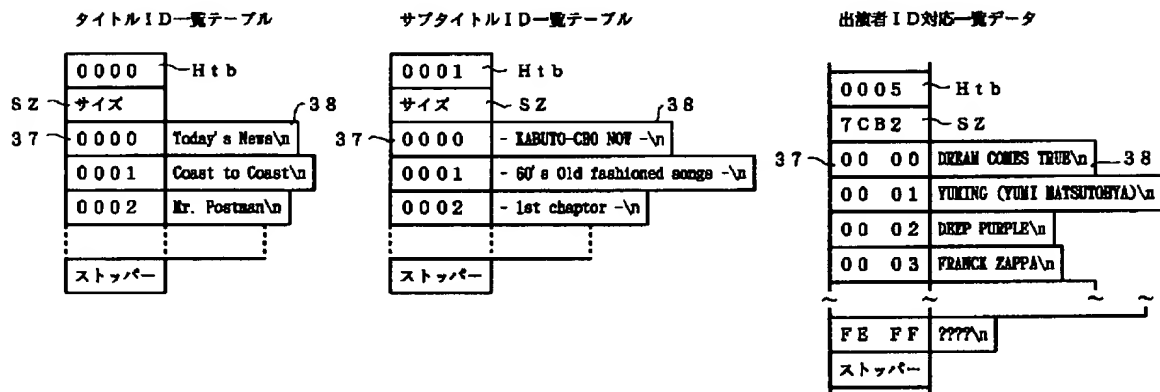 タイトルID一覧テーブル
0000
Htb
SZ
サイズ
38
37
0000
Today's News\n
0001
Coast to Coast\n
0002
Mr. Postman\n
ストッパー
サブタイトルID一覧テーブル
0001
Htb
サイズ
SZ
38
37
0000
- KABUTO-CHO NOW -\n
0001
- 60's Old fashioned songs -\n
0002
- 1st chaptor -\n
ストッパー
出演者ID対応一覧データ
0005
Htb
7CB2
SZ
37
00 00
DREAM COMES TRUE\n
38
00 01
YUMING (YUMI MATSUTOHYA)\n
00 02
DEEP PURPLE\n
00 03
FRANCK ZAPPA\n
~ ~ ~ ~
FE FF
????\n
ストッパー